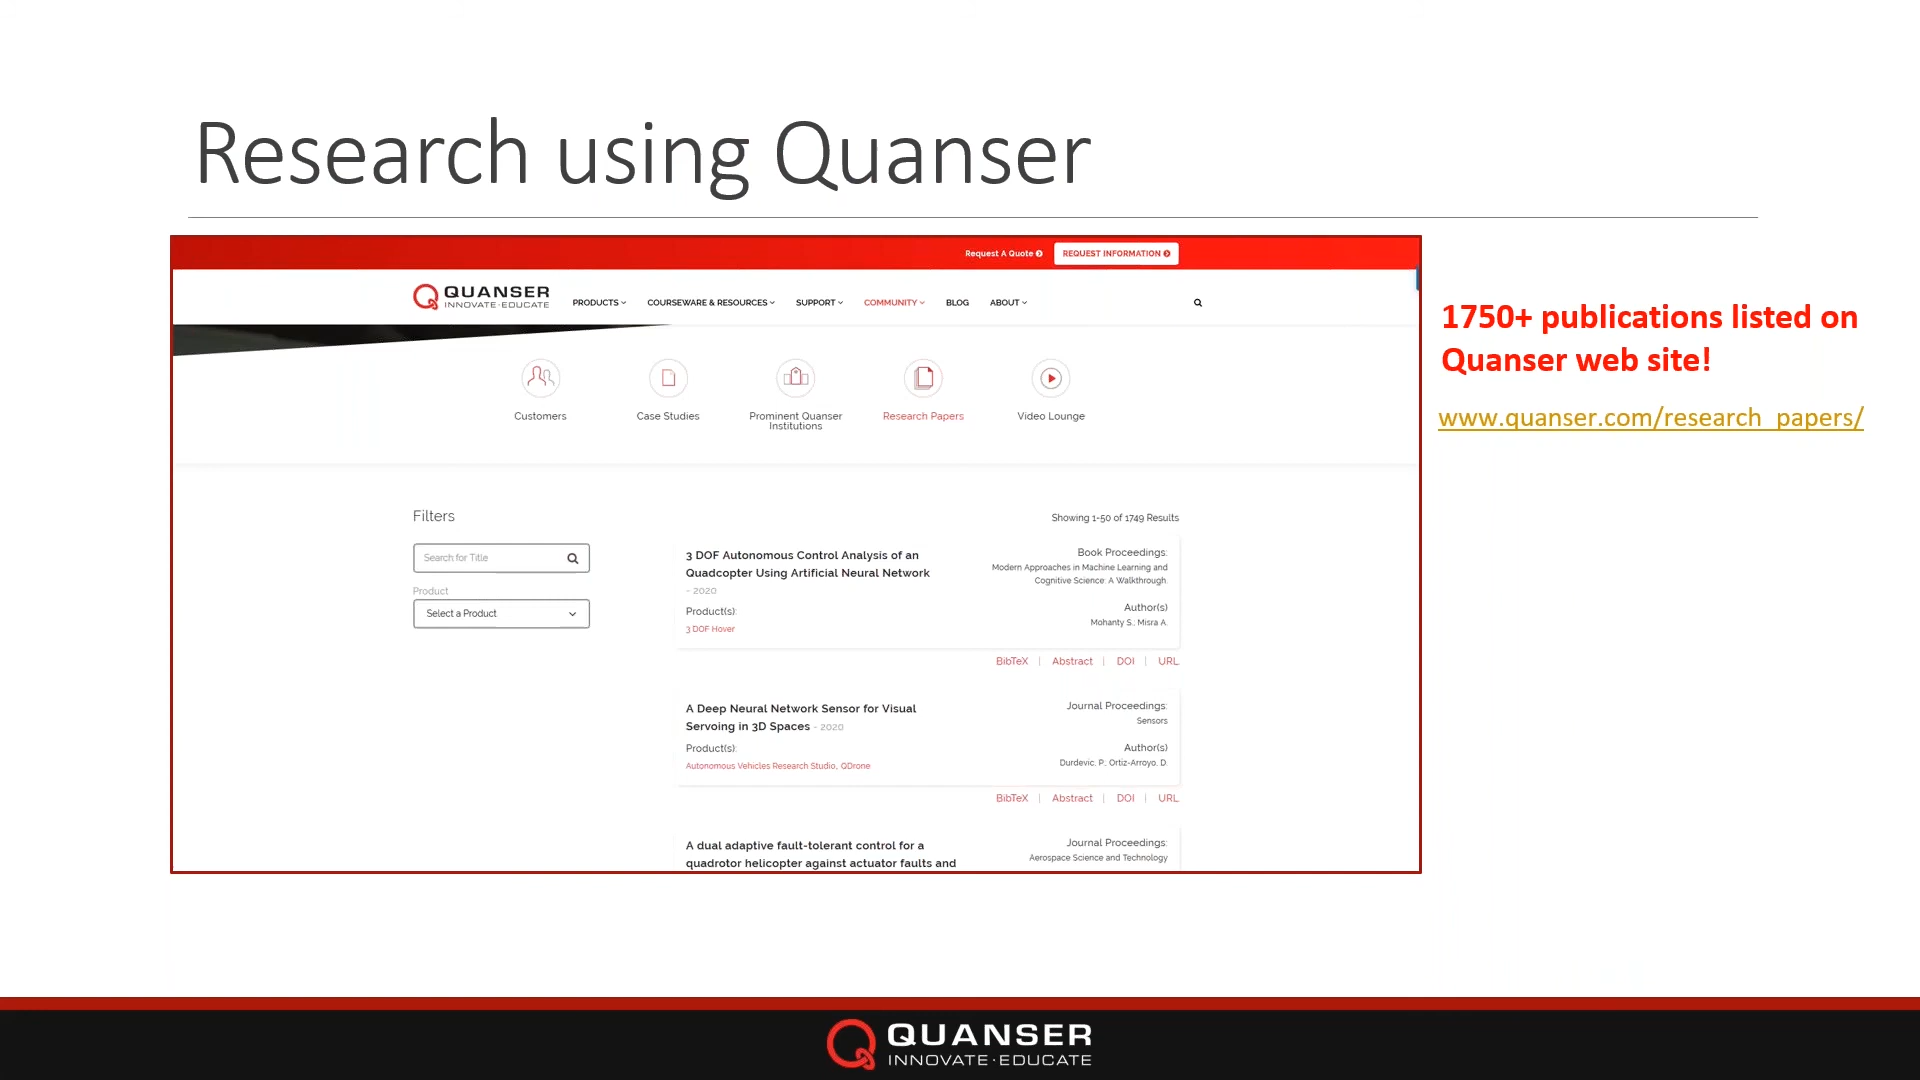 Research using Quanser
Request A Quote
REQUEST INFORMATION
QUANSER
INNOVATE·EDUCATE
PRODUCTS
COURSEWARE & RESOURCES
SUPPORT
COMMUNITY
BLOG
ABOUT
Customers
Case Studies
Prominent Quanser
Institutions
Research Papers
Video Lounge
Filters
Search for Title
Product
Select a Product
Showing 1-50 of 1749 Results
3 DOF Autonomous Control Analysis of an
Quadcopter Using Artificial Neural Network
- 2020
Product(s):
3 DOF Hover
Book Proceedings:
Modern Approaches in Machine Learning and
Cognitive Science: A Walkthrough.
Author(s)
Mohanty S.; Misra A.
BibTeX | Abstract | DOI | URL
A Deep Neural Network Sensor for Visual
Servoing in 3D Spaces - 2020
Product(s):
Autonomous Vehicles Research Studio, QDrone
Journal Proceedings:
Sensors
Author(s)
Durdevic, P.; Ortiz-Arroyo, D.
BibTeX | Abstract | DOI | URL
A dual adaptive fault-tolerant control for a
quadrotor helicopter against actuator faults and
Journal Proceedings:
Aerospace Science and Technology
1750+ publications listed on
Quanser web site!
www.quanser.com/research_papers/
QUANSER
INNOVATE·EDUCATE